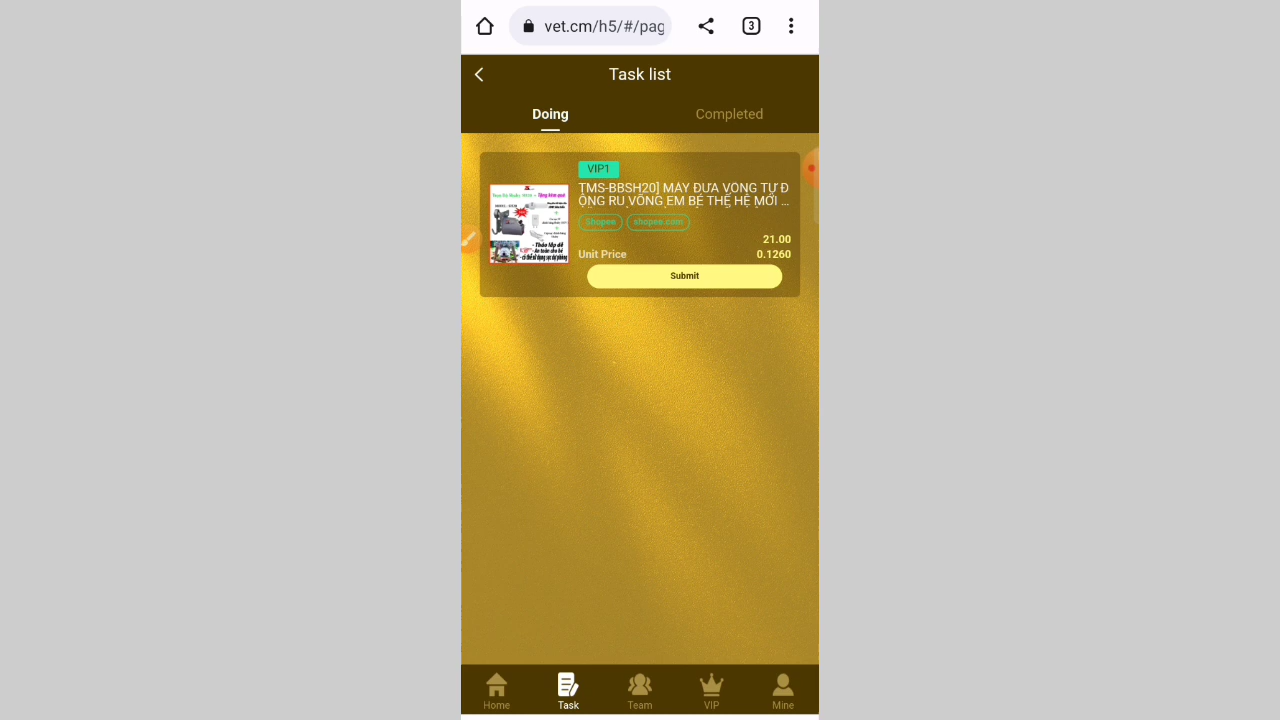 vet.cm/h5/#/pag
3
Task list
Doing
Completed
VIP1
TMS-BBSH20] MÁY ĐƯA VÕNG TỰ Đ
ỘNG RU VÕNG EM BÉ THẾ HỆ MỚI ...
Shopee
shopee.com
21.00
Unit Price
0.1260
Submit
Home
Task
Team
VIP
Mine